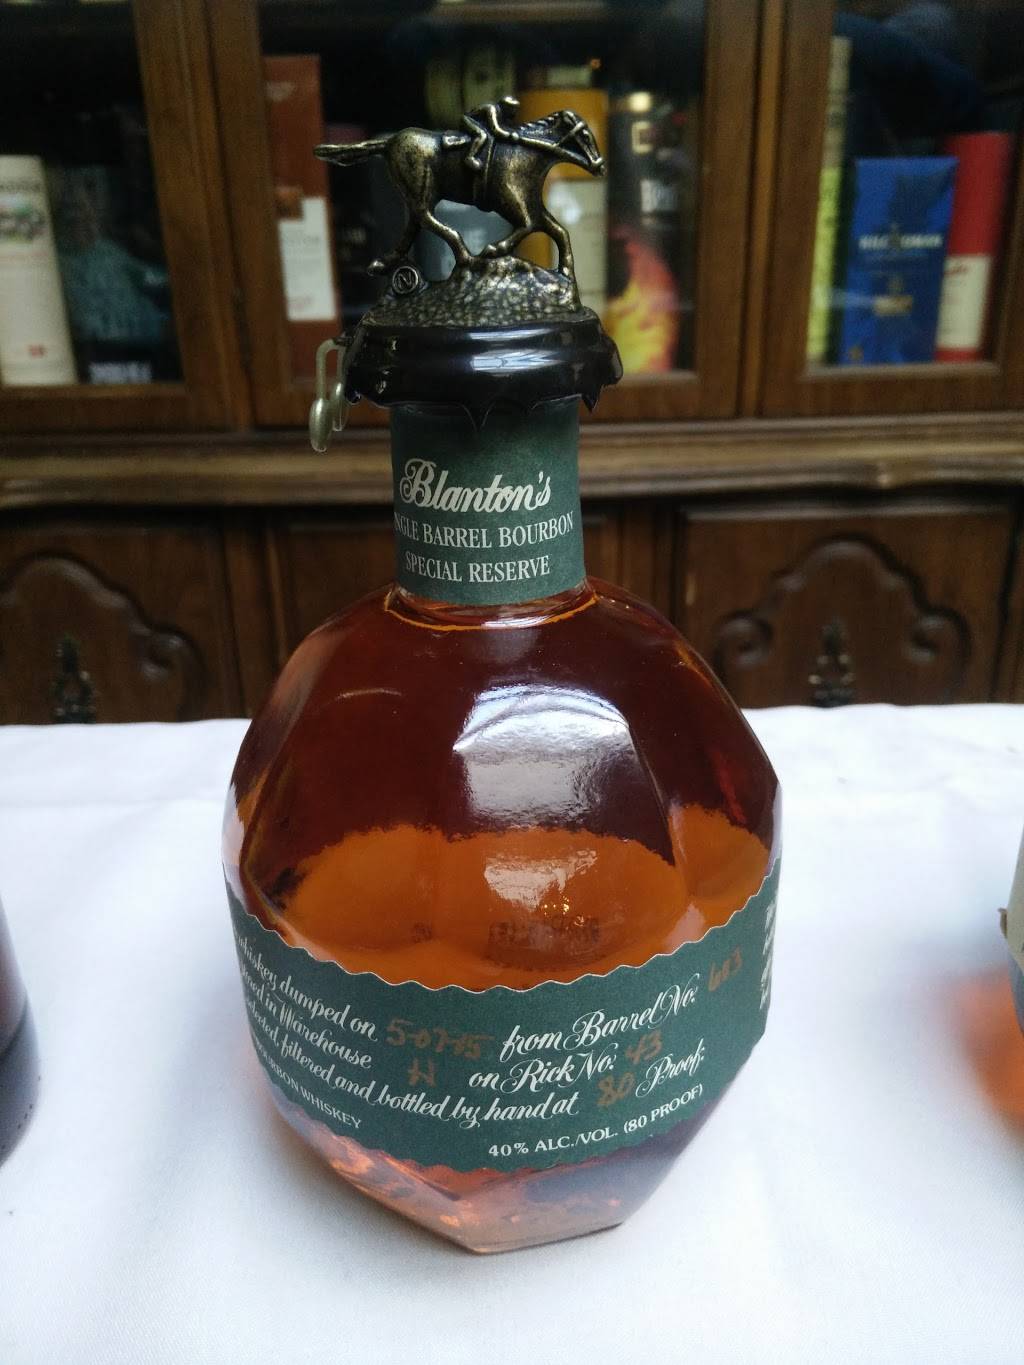 N
Blanton's
BARREL BOURBON
SPECIAL RESERVE
whiskey dumped on 5-07-15 from Barrel No: 603
stored in Warehouse H on Rick No: 43
filtered and bottled by hand at 80 Proof:
BOURBON WHISKEY
40% ALC./VOL. (80 PROOF)